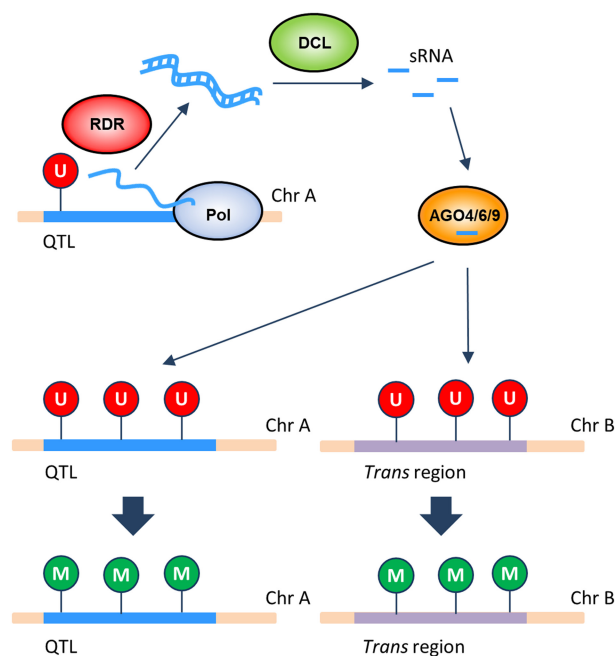 DCL
sRNA
RDR
U
Chr A
Pol
QTL
AGO4/6/9
U U U
Chr A
QTL
U U U
Chr B
Trans region
M M M
Chr A
QTL
M M M
Chr B
Trans region